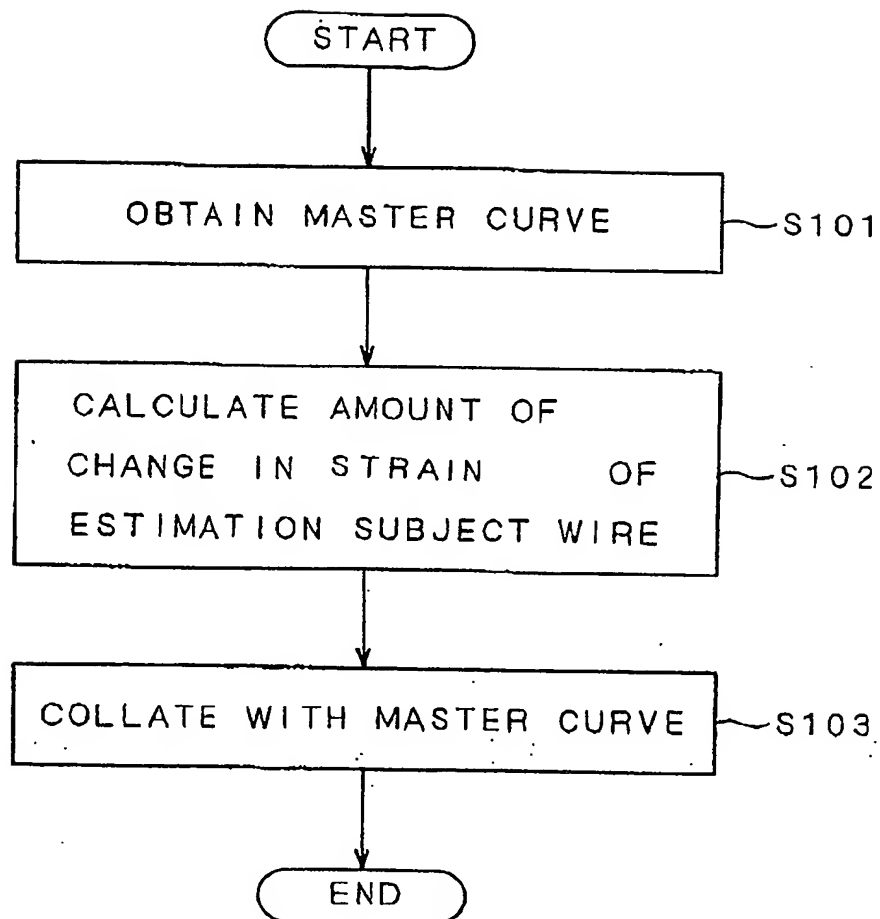 START
OBTAIN MASTER CURVE
S101
CALCULATE AMOUNT OF
CHANGE IN STRAIN OF
ESTIMATION SUBJECT WIRE
S102
COLLATE WITH MASTER CURVE
S103
END